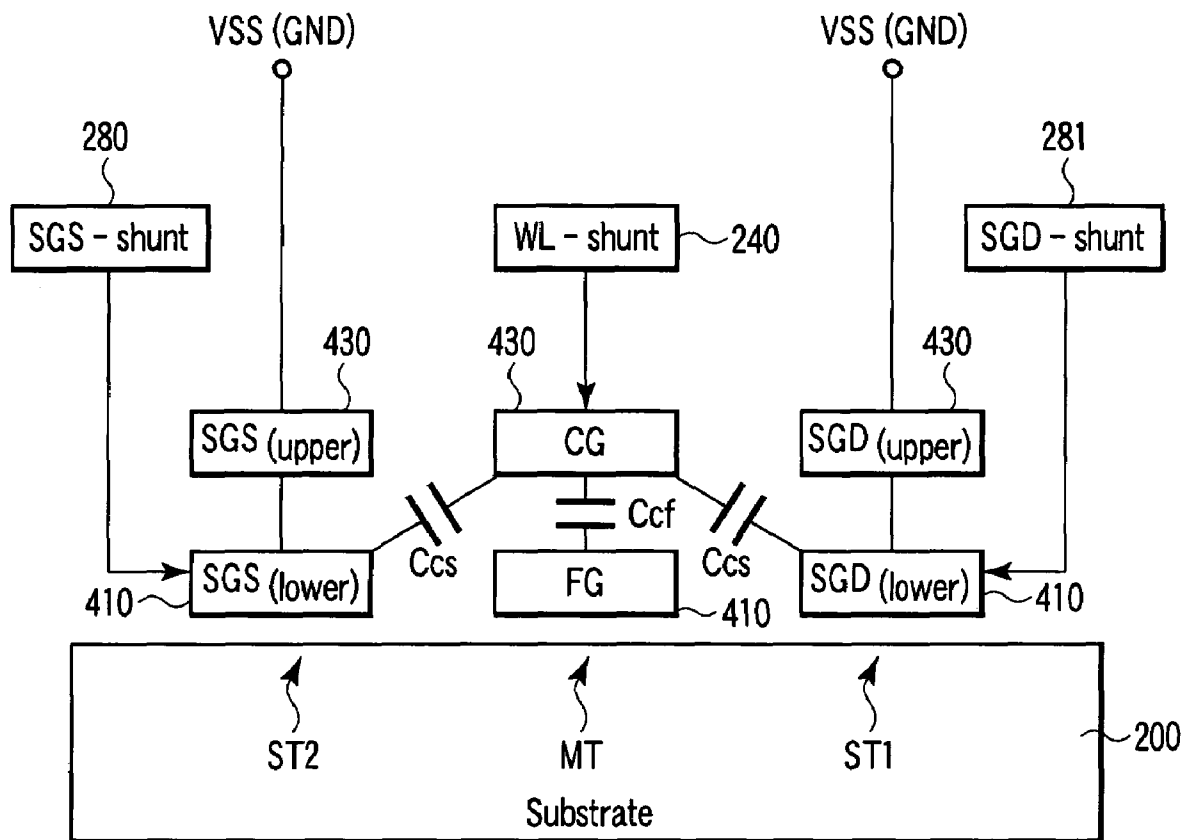 VSS (GND)
VSS (GND)
280
281
SGS - shunt
WL - shunt
240
SGD - shunt
430
430
430
SGS (upper)
CG
SGD (upper)
Ccs
Ccf
Ccs
SGS (lower)
FG
SGD (lower)
410
410
410
ST2
MT
ST1
200
Substrate